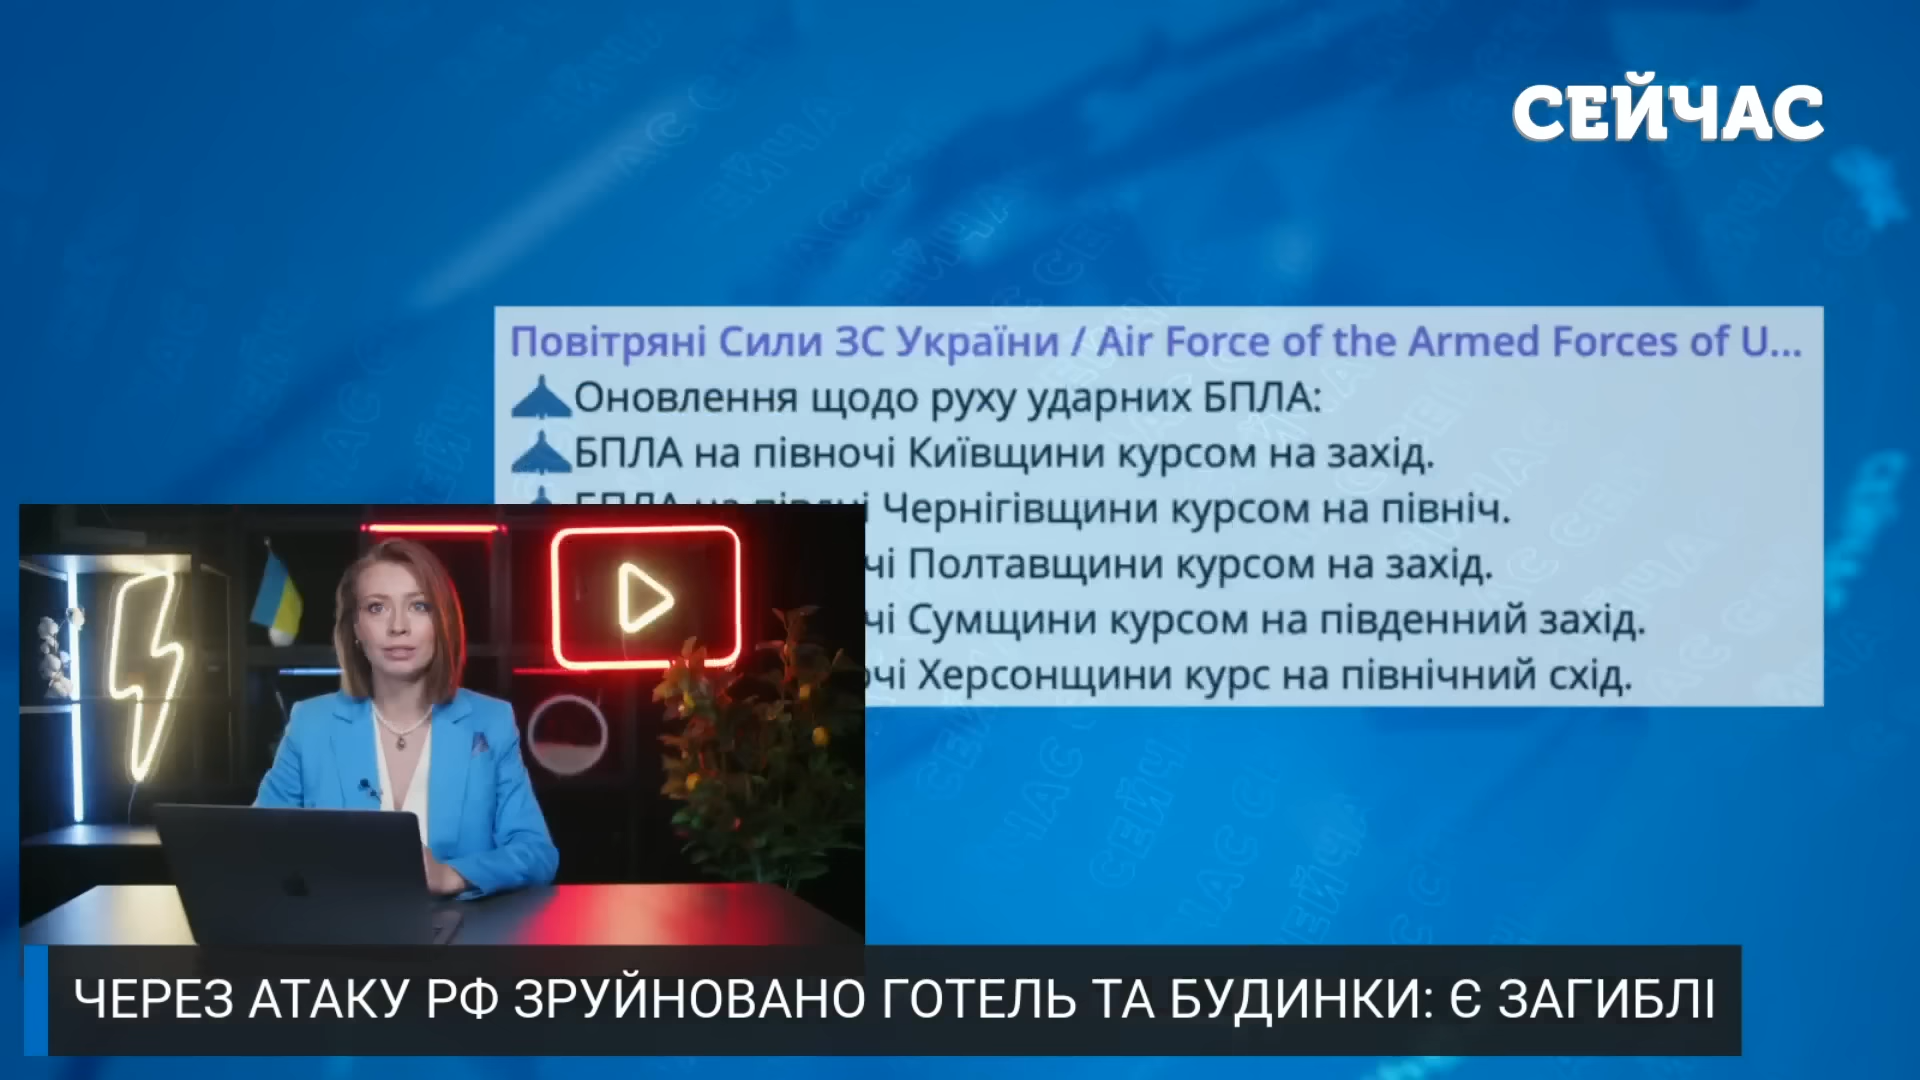 СЕЙЧАС
Повітряні Сили ЗС України / Air Force of the Armed Forces of U...
Оновлення щодо руху ударних БПЛА:
БПЛА на півночі Київщини курсом на захід.
Чернігівщини курсом на північ.
Полтавщини курсом на захід.
Сумщини курсом на південний захід.
Херсонщини курс на північний схід.
ЧЕРЕЗ АТАКУ РФ ЗРУЙНОВАНО ГОТЕЛЬ ТА БУДИНКИ: Є ЗАГИБЛІ